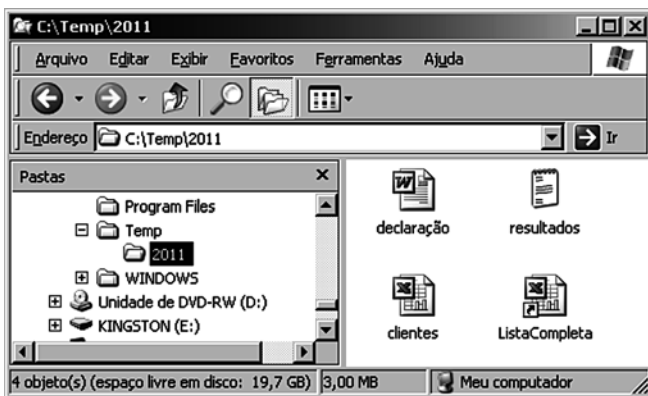 C:\Temp\2011
Arquivo Editar Exibir Favoritos Ferramentas Ajuda
Endereço C:\Temp\2011 Ir
Pastas
Program Files
Temp
2011
WINDOWS
Unidade de DVD-RW (D:)
KINGSTON (E:)
declaração resultados
clientes ListaCompleta
4 objeto(s) (espaço livre em disco: 19,7 GB) 3,00 MB Meu computador